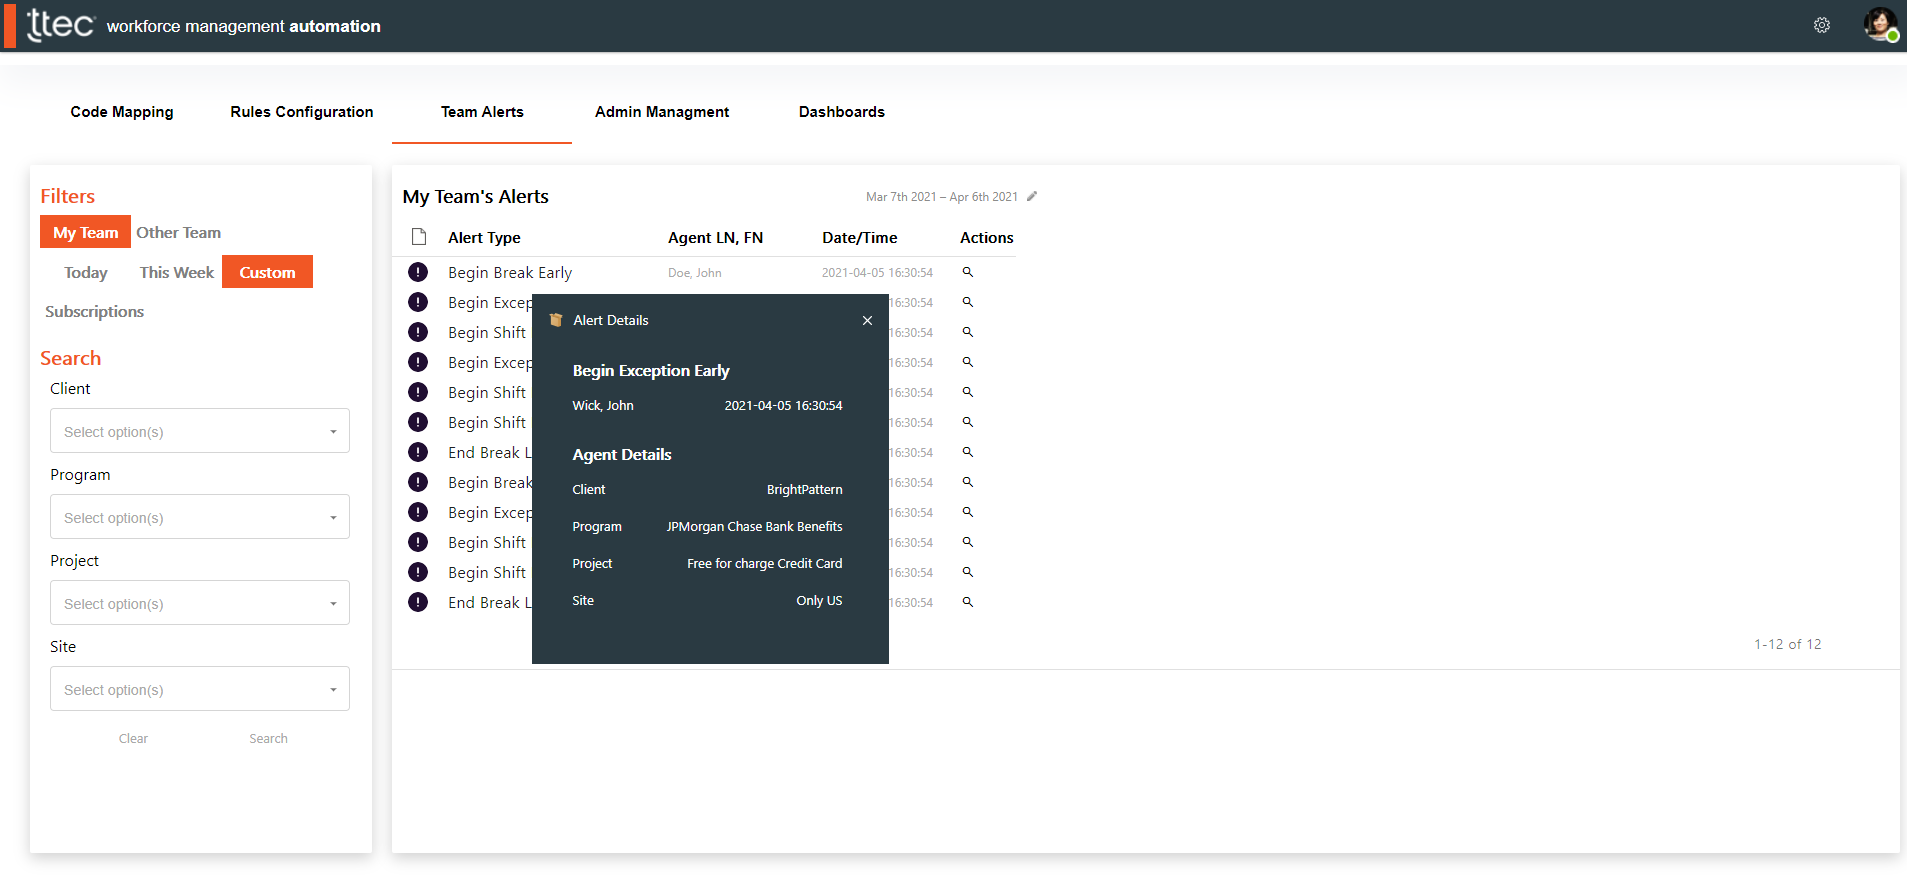 ttec workforce management automation
Code Mapping Rules Configuration Team Alerts Admin Managment Dashboards
Filters
My Team Other Team
Today This Week Custom
Subscriptions
Search
Client
Select option(s)
Program
Select option(s)
Project
Select option(s)
Site
Select option(s)
Clear Search
My Team's Alerts Mar 7th 2021 – Apr 6th 2021
Alert Type Agent LN, FN Date/Time Actions
Begin Break Early Doe, John 2021-04-05 16:30:54
Begin Excep 16:30:54
Begin Shift 16:30:54
Begin Excep 16:30:54
Begin Shift 16:30:54
Begin Shift 16:30:54
End Break L 16:30:54
Begin Break 16:30:54
Begin Excep 16:30:54
Begin Shift 16:30:54
Begin Shift 16:30:54
End Break L 16:30:54
1-12 of 12
Alert Details
Begin Exception Early
Wick, John 2021-04-05 16:30:54
Agent Details
Client BrightPattern
Program JPMorgan Chase Bank Benefits
Project Free for charge Credit Card
Site Only US